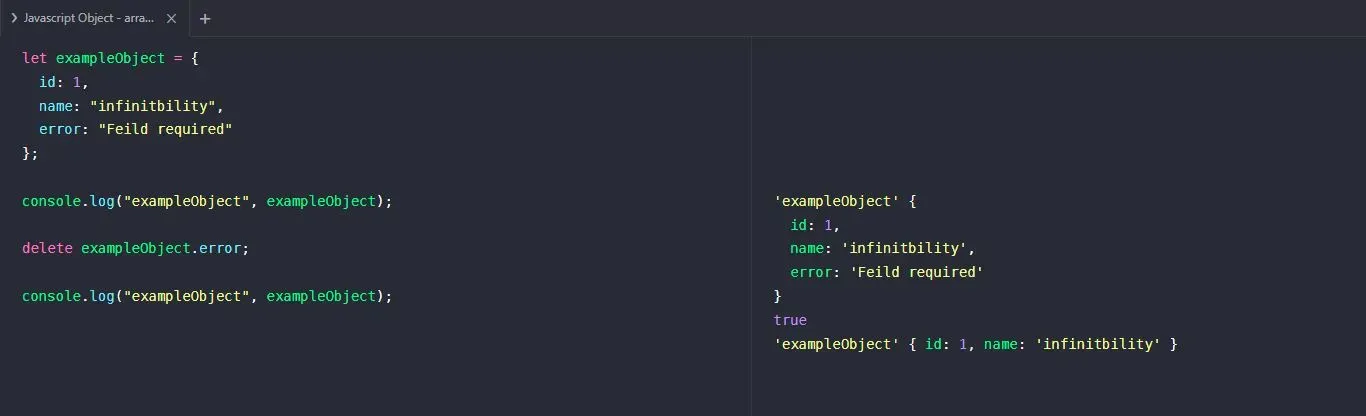 Javascript Object - arra...
let exampleObject = {
  id: 1,
  name: "infinitbility",
  error: "Feild required"
};
console.log("exampleObject", exampleObject);
delete exampleObject.error;
console.log("exampleObject", exampleObject);
'exampleObject' {
  id: 1,
  name: 'infinitbility',
  error: 'Feild required'
}
true
'exampleObject' { id: 1, name: 'infinitbility' }